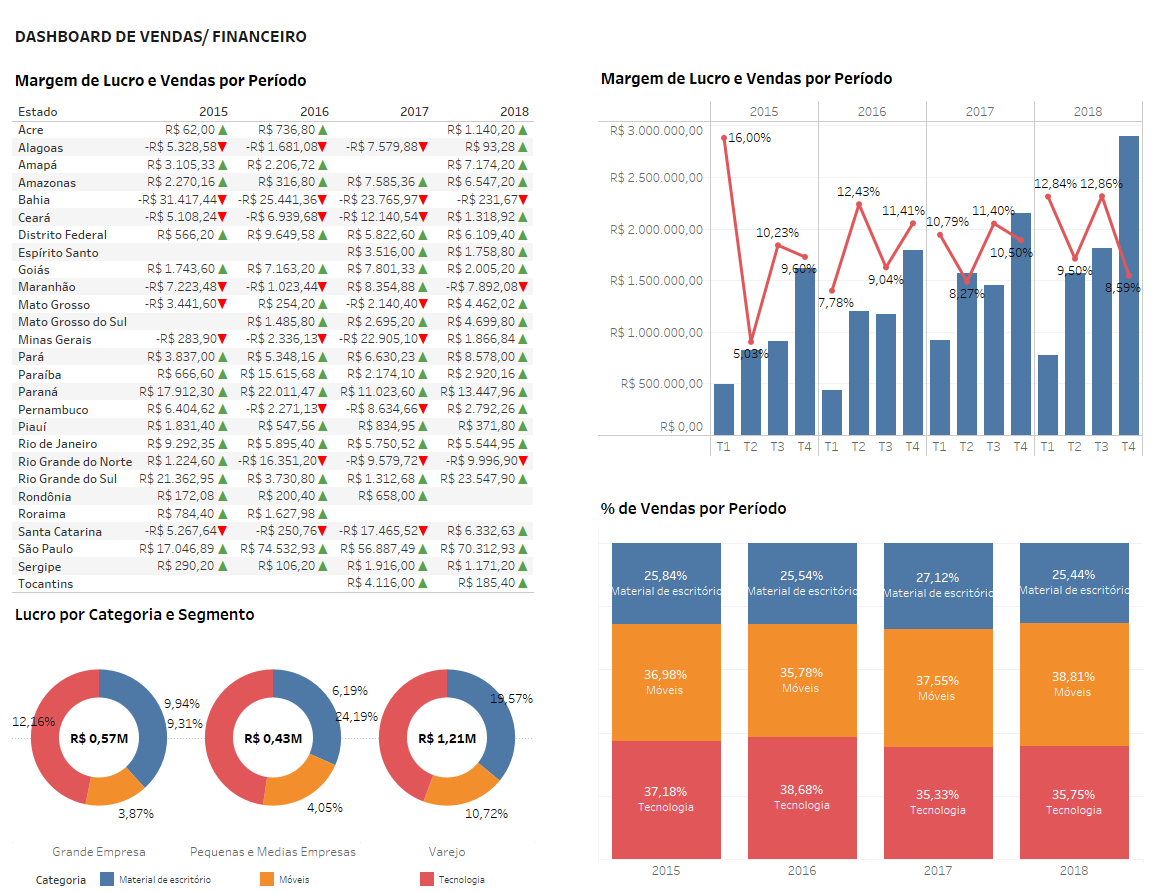 DASHBOARD DE VENDAS/ FINANCEIRO
Margem de Lucro e Vendas por Período
Estado 2015 2016 2017 2018
Acre R$ 62,00 ▲ R$ 736,80 ▲ R$ 1.140,20 ▲
Alagoas -R$ 5.328,58 ▼ -R$ 1.681,08 ▼ -R$ 7.579,88 ▼ R$ 93,28 ▲
Amapá R$ 3.105,33 ▲ R$ 2.206,72 ▲ R$ 7.174,20 ▲
Amazonas R$ 2.270,16 ▲ R$ 316,80 ▲ R$ 7.585,36 ▲ R$ 6.547,20 ▲
Bahia -R$ 31.417,44 ▼ -R$ 25.441,36 ▼ -R$ 23.765,97 ▼ -R$ 231,67 ▼
Ceará -R$ 5.108,24 ▼ -R$ 6.939,68 ▼ -R$ 12.140,54 ▼ R$ 1.318,92 ▲
Distrito Federal R$ 566,20 ▲ R$ 9.649,58 ▲ R$ 5.822,60 ▲ R$ 6.109,40 ▲
Espírito Santo R$ 3.516,00 ▲ R$ 1.758,80 ▲
Goiás R$ 1.743,60 ▲ R$ 7.163,20 ▲ R$ 7.801,33 ▲ R$ 2.005,20 ▲
Maranhão -R$ 7.223,48 ▼ -R$ 1.023,44 ▼ R$ 8.354,88 ▲ -R$ 7.892,08 ▼
Mato Grosso -R$ 3.441,60 ▼ R$ 254,20 ▲ -R$ 2.140,40 ▼ R$ 4.462,02 ▲
Mato Grosso do Sul R$ 1.485,80 ▲ R$ 2.695,20 ▲ R$ 4.699,80 ▲
Minas Gerais -R$ 283,90 ▼ -R$ 2.336,13 ▼ -R$ 22.905,10 ▼ R$ 1.866,84 ▲
Pará R$ 3.837,00 ▲ R$ 5.348,16 ▲ R$ 6.630,23 ▲ R$ 8.578,00 ▲
Paraíba R$ 666,60 ▲ R$ 15.615,68 ▲ R$ 2.174,10 ▲ R$ 2.920,16 ▲
Paraná R$ 17.912,30 ▲ R$ 22.011,47 ▲ R$ 11.023,60 ▲ R$ 13.447,96 ▲
Pernambuco R$ 6.404,62 ▲ -R$ 2.271,13 ▼ -R$ 8.634,66 ▼ R$ 2.792,26 ▲
Piauí R$ 1.831,40 ▲ R$ 547,56 ▲ R$ 834,95 ▲ R$ 371,80 ▲
Rio de Janeiro R$ 9.292,35 ▲ R$ 5.895,40 ▲ R$ 5.750,52 ▲ R$ 5.544,95 ▲
Rio Grande do Norte R$ 1.224,60 ▲ -R$ 16.351,20 ▼ -R$ 9.579,72 ▼ -R$ 9.996,90 ▼
Rio Grande do Sul R$ 21.362,95 ▲ R$ 3.730,80 ▲ R$ 1.312,68 ▲ R$ 23.547,90 ▲
Rondônia R$ 172,08 ▲ R$ 200,40 ▲ R$ 658,00 ▲
Roraima R$ 784,40 ▲ R$ 1.627,98 ▲
Santa Catarina -R$ 5.267,64 ▼ -R$ 250,76 ▼ -R$ 17.465,52 ▼ R$ 6.332,63 ▲
São Paulo R$ 17.046,89 ▲ R$ 74.532,93 ▲ R$ 56.887,49 ▲ R$ 70.312,93 ▲
Sergipe R$ 290,20 ▲ R$ 106,20 ▲ R$ 1.916,00 ▲ R$ 1.171,20 ▲
Tocantins R$ 4.116,00 ▲ R$ 185,40 ▲
Lucro por Categoria e Segmento
9,94%
9,31%
12,16%
R$ 0,57M
3,87%
6,19%
24,19%
R$ 0,43M
4,05%
19,57%
R$ 1,21M
10,72%
Grande Empresa Pequenas e Medias Empresas Varejo
Categoria Material de escritório Móveis Tecnologia
Margem de Lucro e Vendas por Período
2015 2016 2017 2018
R$ 3.000.000,00
R$ 2.500.000,00
R$ 2.000.000,00
R$ 1.500.000,00
R$ 1.000.000,00
R$ 500.000,00
R$ 0,00
16,00% 5,03% 10,23% 9,60%
7,78% 12,43% 9,04% 11,41%
10,79% 8,27% 11,40% 10,50%
12,84% 9,50% 12,86% 8,59%
T1 T2 T3 T4 T1 T2 T3 T4 T1 T2 T3 T4 T1 T2 T3 T4
% de Vendas por Período
25,84% 25,54% 27,12% 25,44%
Material de escritório Material de escritório Material de escritório Material de escritório
36,98% 35,78% 37,55% 38,81%
Móveis Móveis Móveis Móveis
37,18% 38,68% 35,33% 35,75%
Tecnologia Tecnologia Tecnologia Tecnologia
2015 2016 2017 2018